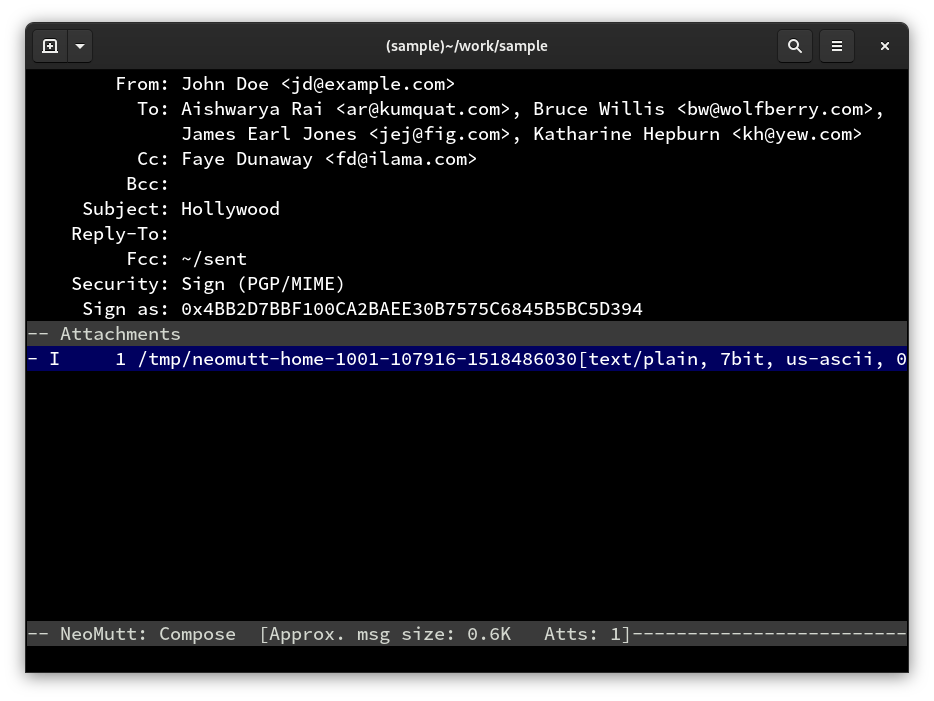 (sample)~/work/sample
From: John Doe <jd@example.com>
To: Aishwarya Rai <ar@kumquat.com>, Bruce Willis <bw@wolfberry.com>,
James Earl Jones <jej@fig.com>, Katharine Hepburn <kh@yew.com>
Cc: Faye Dunaway <fd@ilama.com>
Bcc:
Subject: Hollywood
Reply-To:
Fcc: ~/sent
Security: Sign (PGP/MIME)
Sign as: 0x4BB2D7BBF100CA2BAEE30B7575C6845B5BC5D394
-- Attachments
- I     1 /tmp/neomutt-home-1001-107916-1518486030[text/plain, 7bit, us-ascii, 0
-- NeoMutt: Compose  [Approx. msg size: 0.6K   Atts: 1]-------------------------